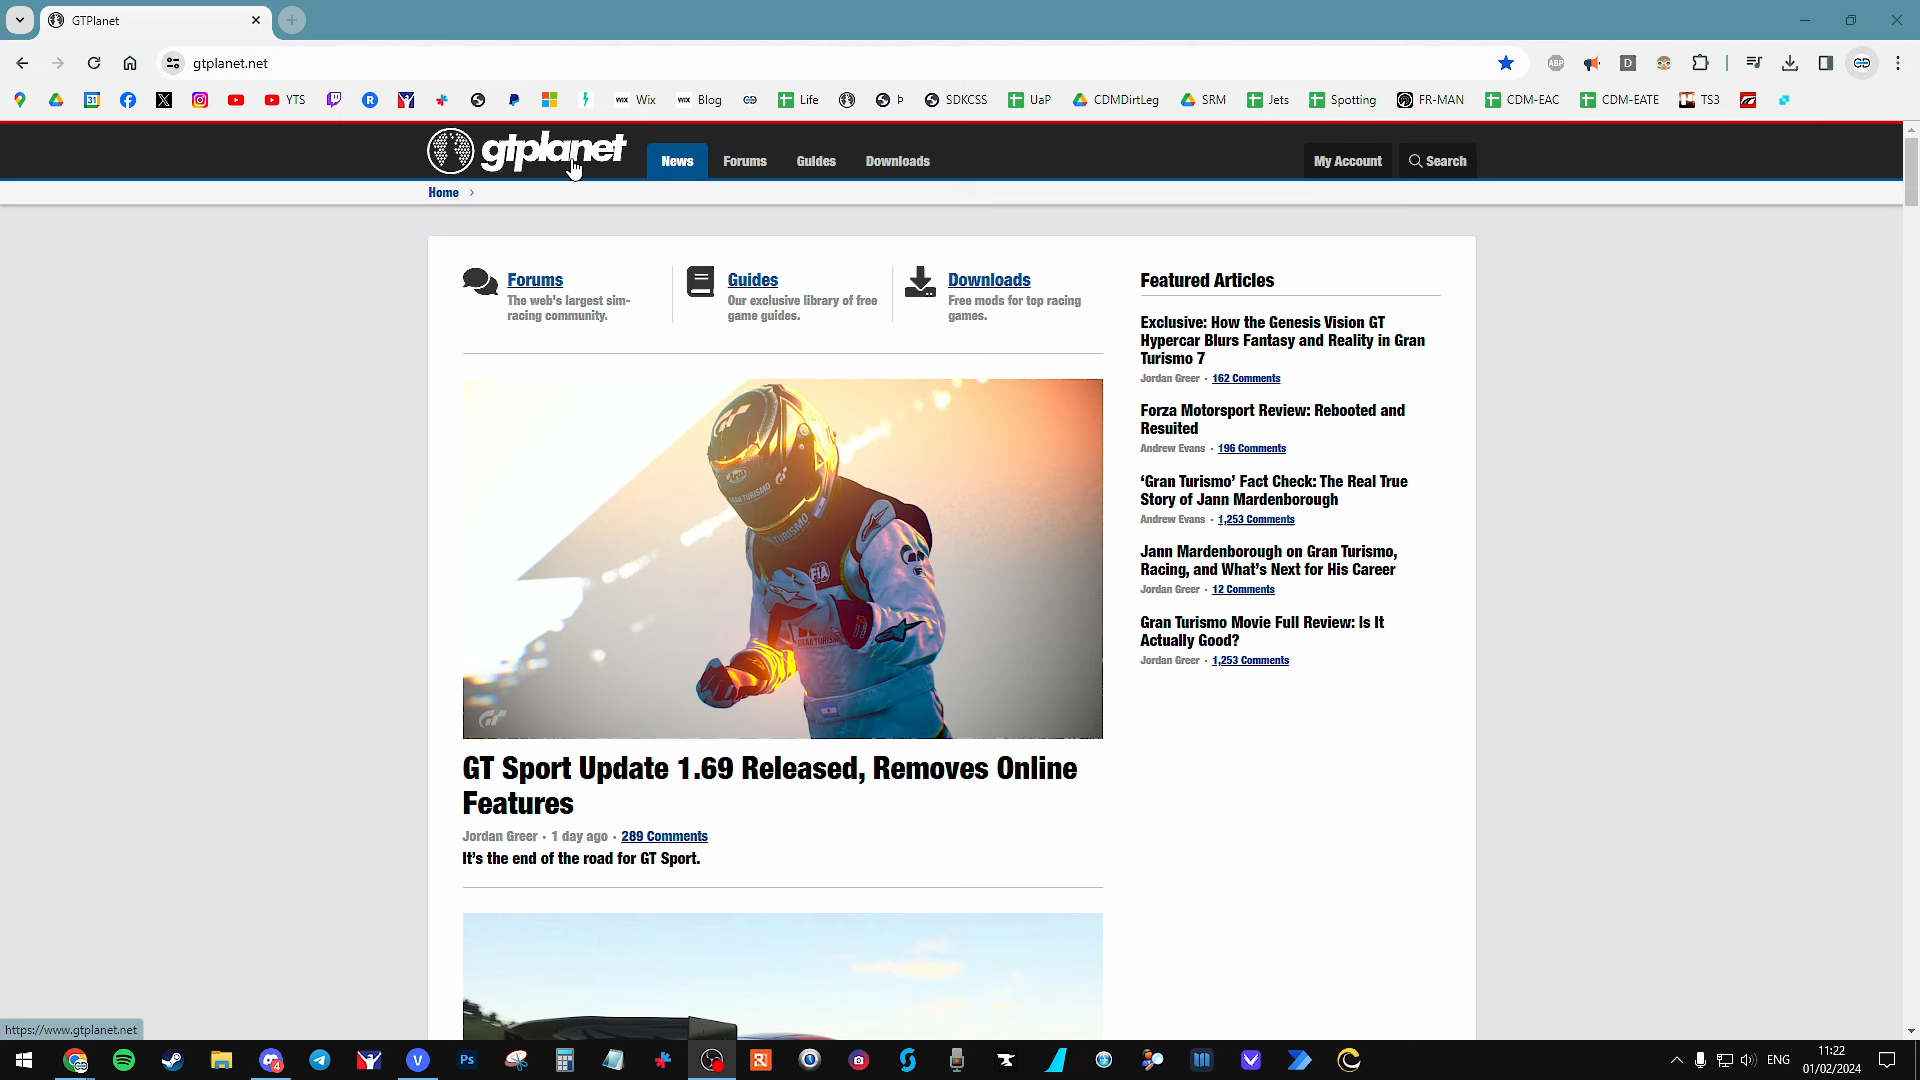 GTPlanet
gtplanet.net
YTS
Wix
Blog
Life
Þ
SDKCSS
UaP
CDMDirtLeg
SRM
Jets
Spotting
FR-MAN
CDM-EAC
CDM-EATE
TS3
gtplanet
News
Forums
Guides
Downloads
My Account
Search
Home
Forums
The web's largest sim-
racing community.
Guides
Our exclusive library of free
game guides.
Downloads
Free mods for top racing
games.
Featured Articles
Exclusive: How the Genesis Vision GT
Hypercar Blurs Fantasy and Reality in Gran
Turismo 7
Jordan Greer · 162 Comments
Forza Motorsport Review: Rebooted and
Resuited
Andrew Evans · 196 Comments
‘Gran Turismo’ Fact Check: The Real True
Story of Jann Mardenborough
Andrew Evans · 1,253 Comments
Jann Mardenborough on Gran Turismo,
Racing, and What’s Next for His Career
Jordan Greer · 12 Comments
Gran Turismo Movie Full Review: Is It
Actually Good?
Jordan Greer · 1,253 Comments
GT Sport Update 1.69 Released, Removes Online
Features
Jordan Greer · 1 day ago · 289 Comments
It’s the end of the road for GT Sport.
https://www.gtplanet.net
ENG
11:22
01/02/2024